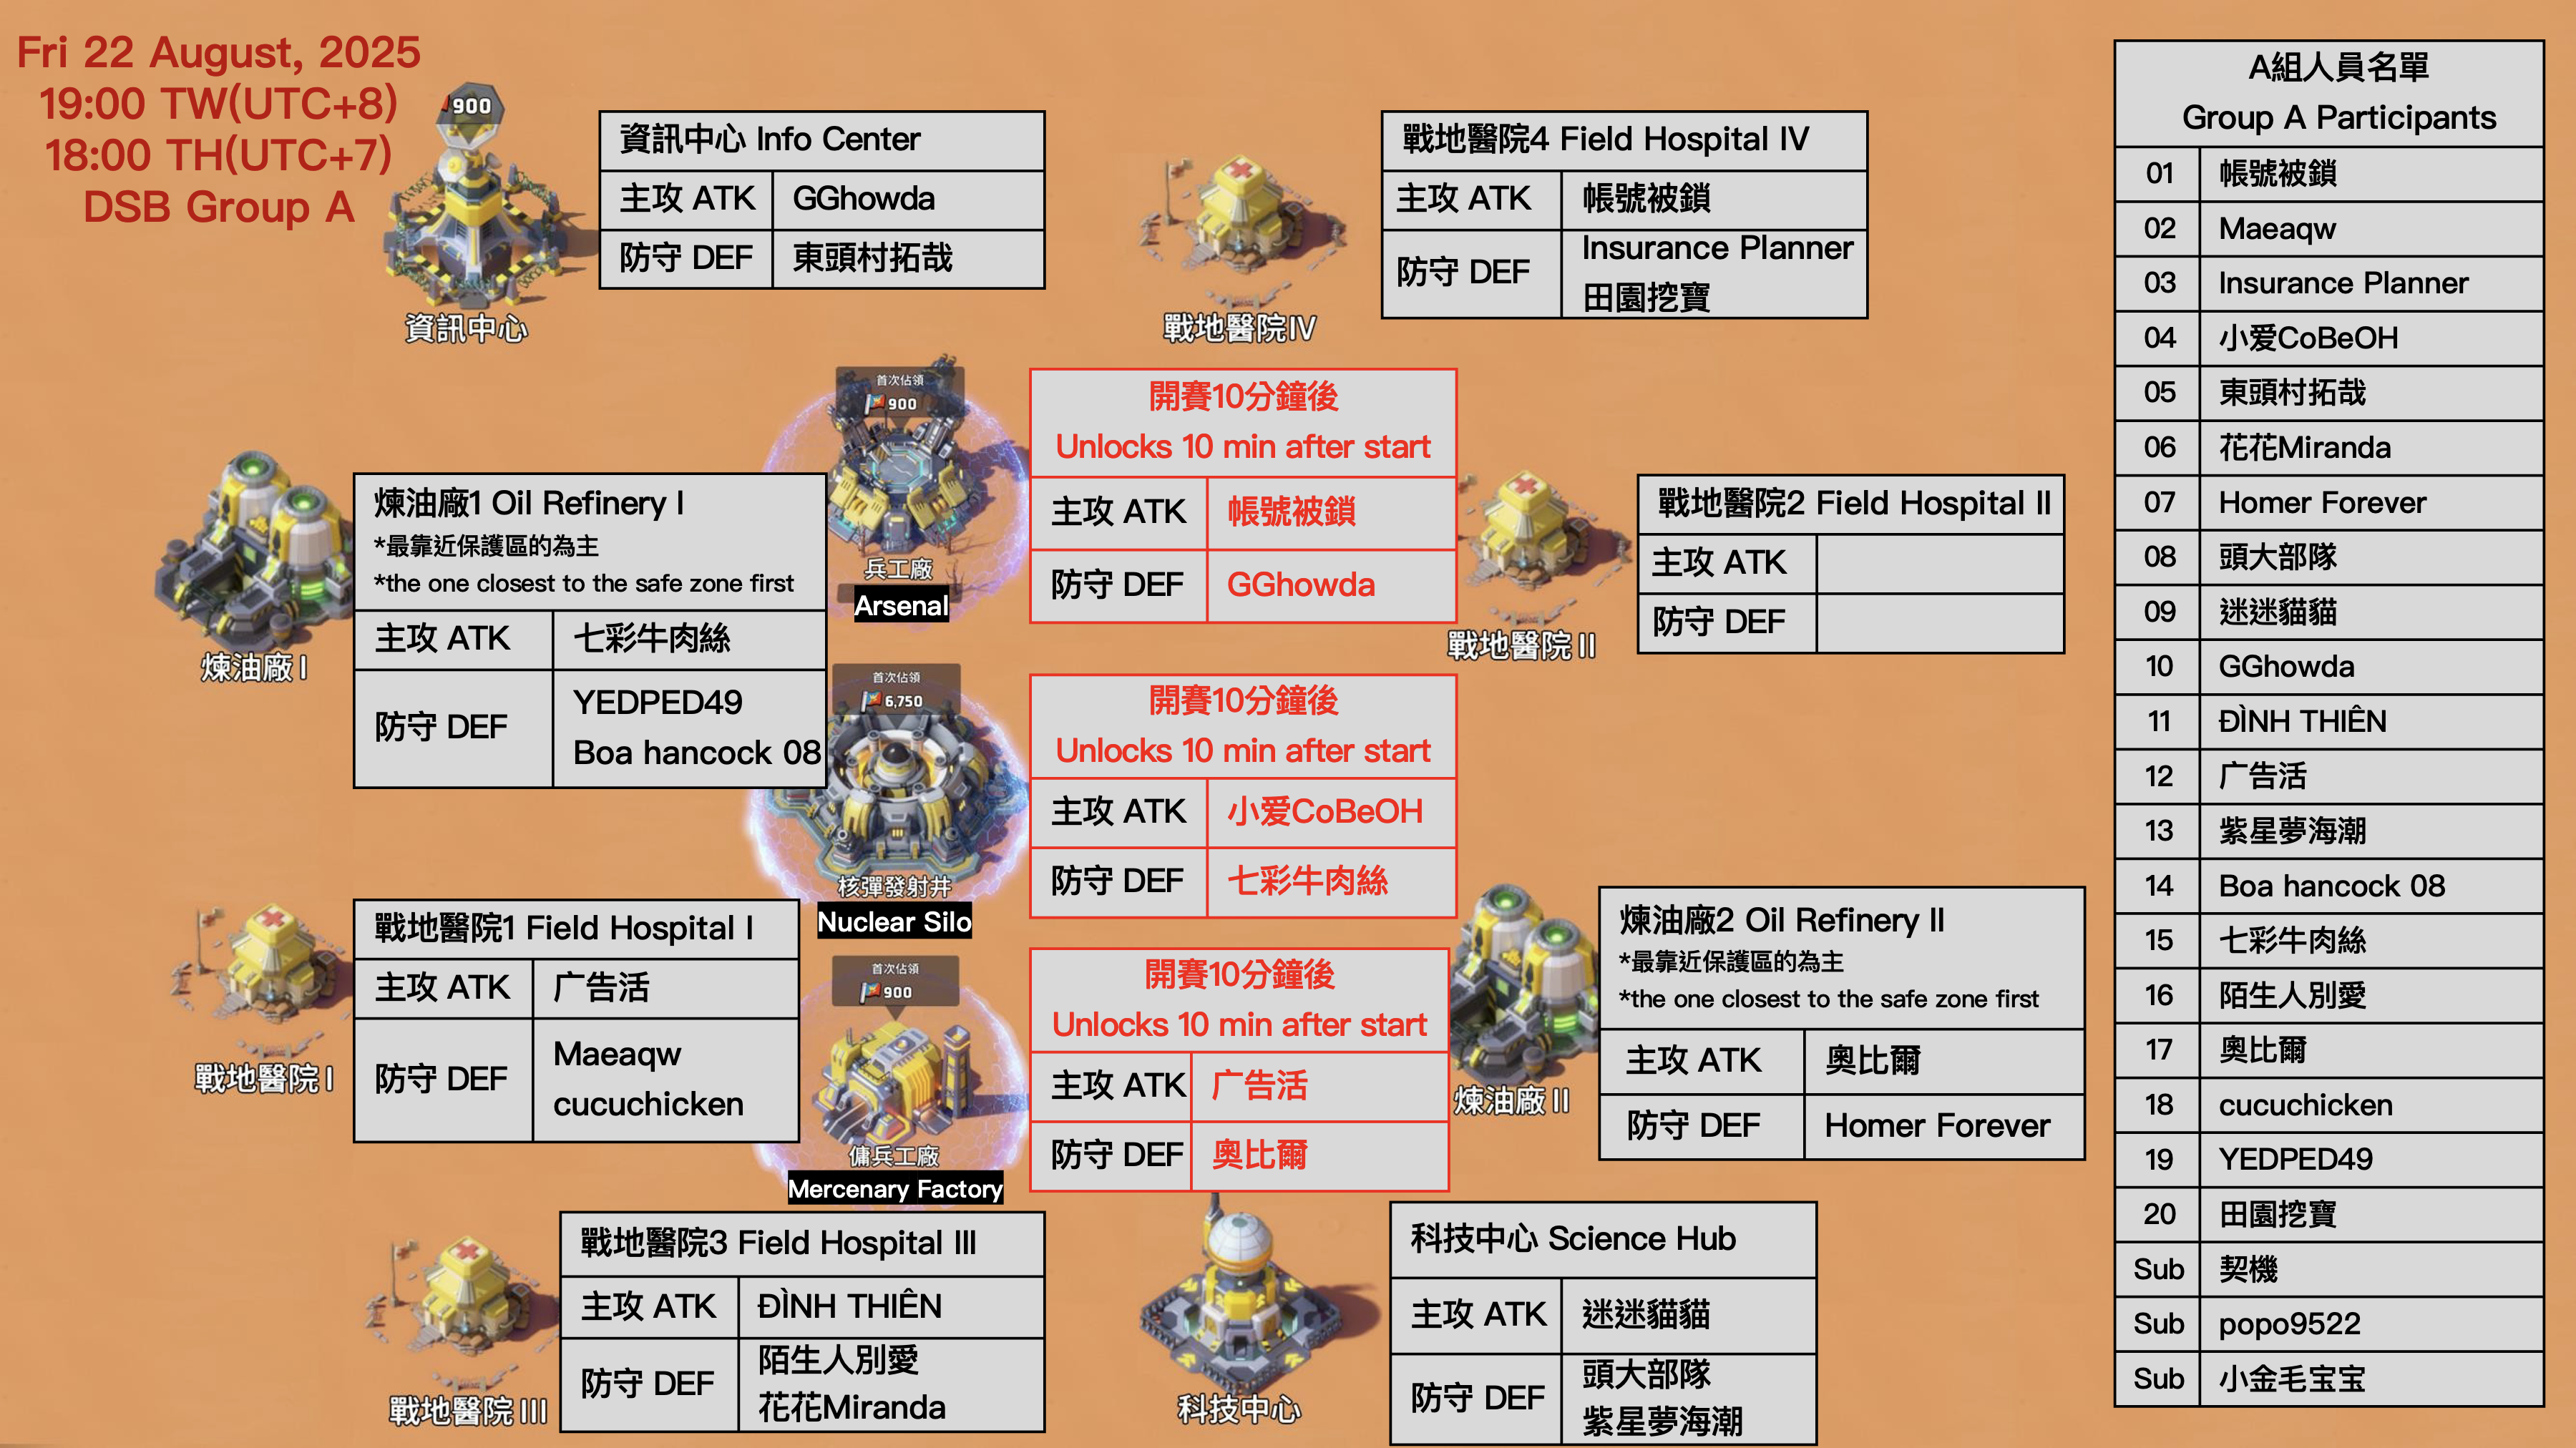 Fri 22 August, 2025
19:00 TW(UTC+8)
18:00 TH(UTC+7)
DSB Group A
900
資訊中心
資訊中心 Info Center
主攻 ATK GGhowda
防守 DEF 東頭村拓哉
戰地醫院IV
戰地醫院4 Field Hospital IV
主攻 ATK 帳號被鎖
防守 DEF Insurance Planner
田園挖寶
煉油廠 I
煉油廠1 Oil Refinery I
*最靠近保護區的為主
*the one closest to the safe zone first
主攻 ATK 七彩牛肉絲
防守 DEF YEDPED49
Boa hancock 08
首次佔領
900
兵工廠
Arsenal
開賽10分鐘後
Unlocks 10 min after start
主攻 ATK 帳號被鎖
防守 DEF GGhowda
戰地醫院 II
戰地醫院2 Field Hospital II
主攻 ATK
防守 DEF
首次佔領
6,750
核彈發射井
Nuclear Silo
開賽10分鐘後
Unlocks 10 min after start
主攻 ATK 小爱CoBeOH
防守 DEF 七彩牛肉絲
戰地醫院 I
戰地醫院1 Field Hospital I
主攻 ATK 广告活
防守 DEF Maeaqw
cucuchicken
首次佔領
900
傭兵工廠
Mercenary Factory
開賽10分鐘後
Unlocks 10 min after start
主攻 ATK 广告活
防守 DEF 奧比爾
煉油廠 II
煉油廠2 Oil Refinery II
*最靠近保護區的為主
*the one closest to the safe zone first
主攻 ATK 奧比爾
防守 DEF Homer Forever
戰地醫院 III
戰地醫院3 Field Hospital III
主攻 ATK ĐÌNH THIÊN
防守 DEF 陌生人別愛
花花Miranda
科技中心
科技中心 Science Hub
主攻 ATK 迷迷貓貓
防守 DEF 頭大部隊
紫星夢海潮
A組人員名單
Group A Participants
01 帳號被鎖
02 Maeaqw
03 Insurance Planner
04 小爱CoBeOH
05 東頭村拓哉
06 花花Miranda
07 Homer Forever
08 頭大部隊
09 迷迷貓貓
10 GGhowda
11 ĐÌNH THIÊN
12 广告活
13 紫星夢海潮
14 Boa hancock 08
15 七彩牛肉絲
16 陌生人別愛
17 奧比爾
18 cucuchicken
19 YEDPED49
20 田園挖寶
Sub 契機
Sub popo9522
Sub 小金毛宝宝